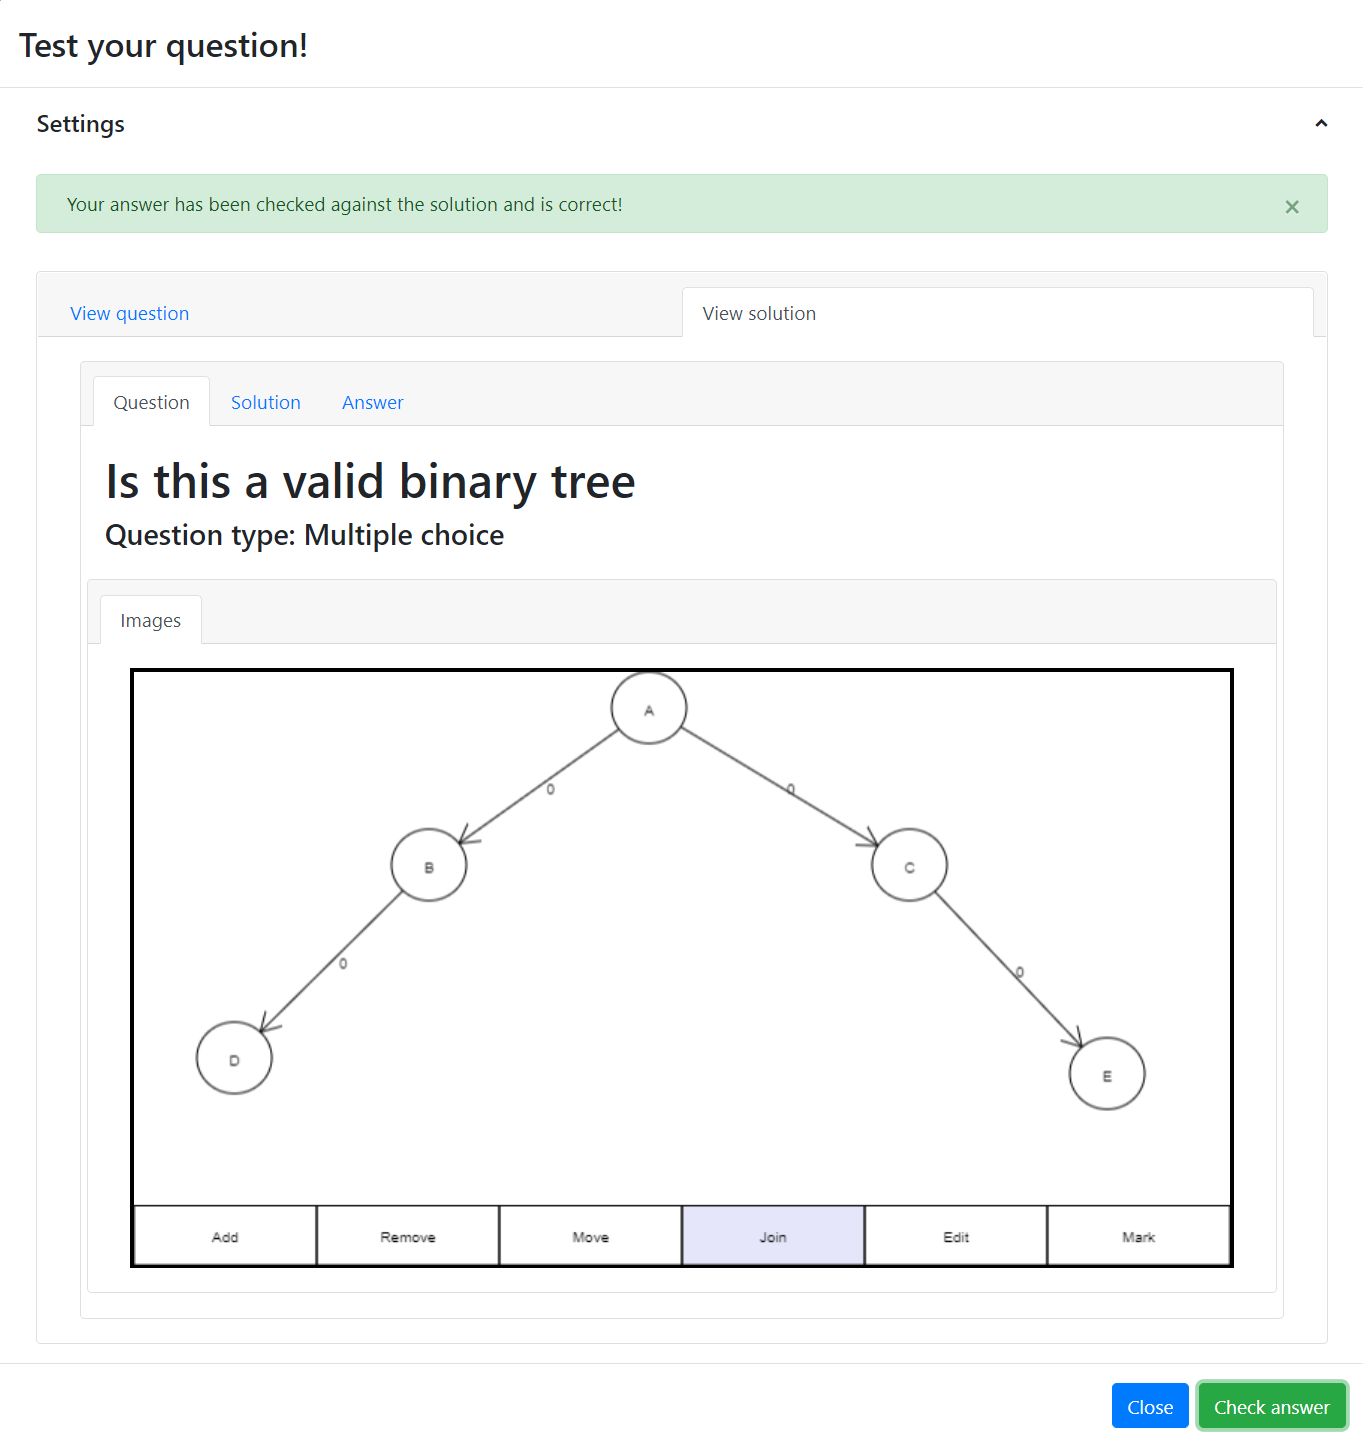 Test your question!
Settings
Your answer has been checked against the solution and is correct!
×
View question
View solution
Question Solution Answer
Is this a valid binary tree
Question type: Multiple choice
Images
A
0 0
B C
0 0
D E
Add Remove Move Join Edit Mark
Close Check answer